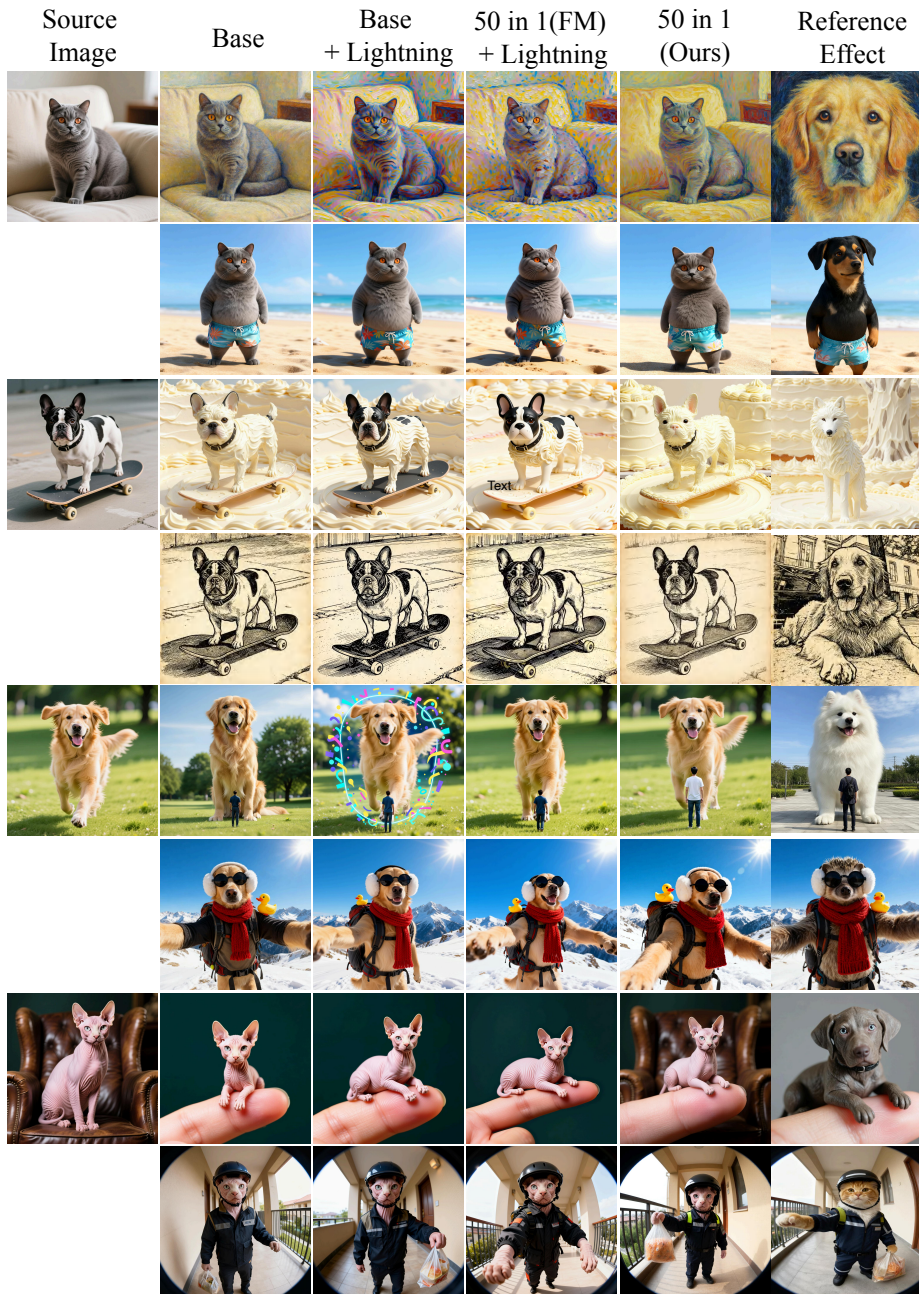 Source
Image
Base
Base
+ Lightning
50 in 1(FM)
+ Lightning
50 in 1
(Ours)
Reference
Effect
Text